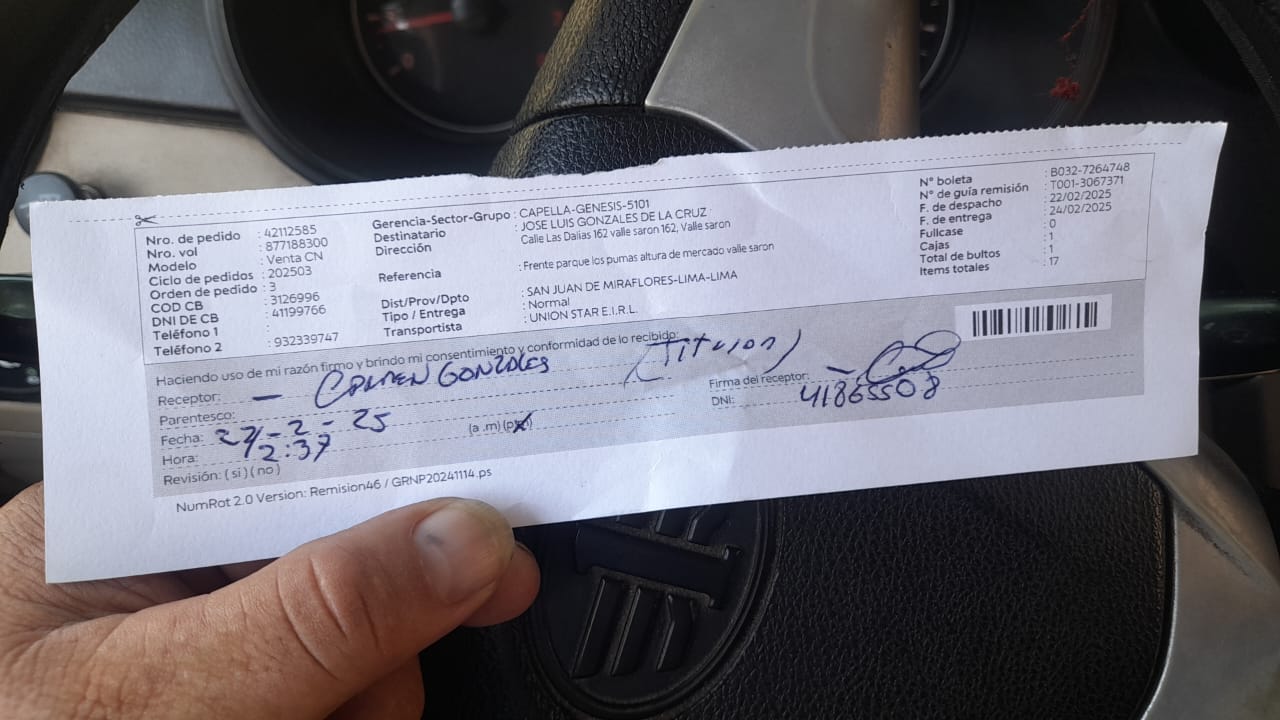 Nro. de pedido : 42112585
Nro. vol : 877188300
Modelo : Venta CN
Ciclo de pedidos : 202503
Orden de pedido : 3
COD CB : 3126996
DNI DE CB : 41199766
Teléfono 1 :
Teléfono 2 : 932339747
Gerencia-Sector-Grupo : CAPELLA-GENESIS-5101
Destinatario : JOSE LUIS GONZALES DE LA CRUZ
Dirección : Calle Las Dalias 162 valle saron 162, Valle saron
Referencia : Frente parque los pumas altura de mercado valle saron
Dist/Prov/Dpto : SAN JUAN DE MIRAFLORES-LIMA-LIMA
Tipo / Entrega : Normal
Transportista : UNION STAR E.I.R.L.
N° boleta : B032-7264748
N° de guía remisión : T001-3067371
F. de despacho : 22/02/2025
F. de entrega : 24/02/2025
Fullcase : 0
Cajas : 1
Total de bultos : 1
Items totales : 17
Haciendo uso de mi razón firmo y brindo mi consentimiento y conformidad de lo recibido:
Receptor: - CARMEN GONZALES
Firma del receptor:
Parentesco:
DNI: 41865508
Fecha: -2-25
Hora: 2:37 (a .m) (p.m)
Revisión: ( si ) ( no )
NumRot 2.0 Version: Remision46 / GRNP20241114.ps